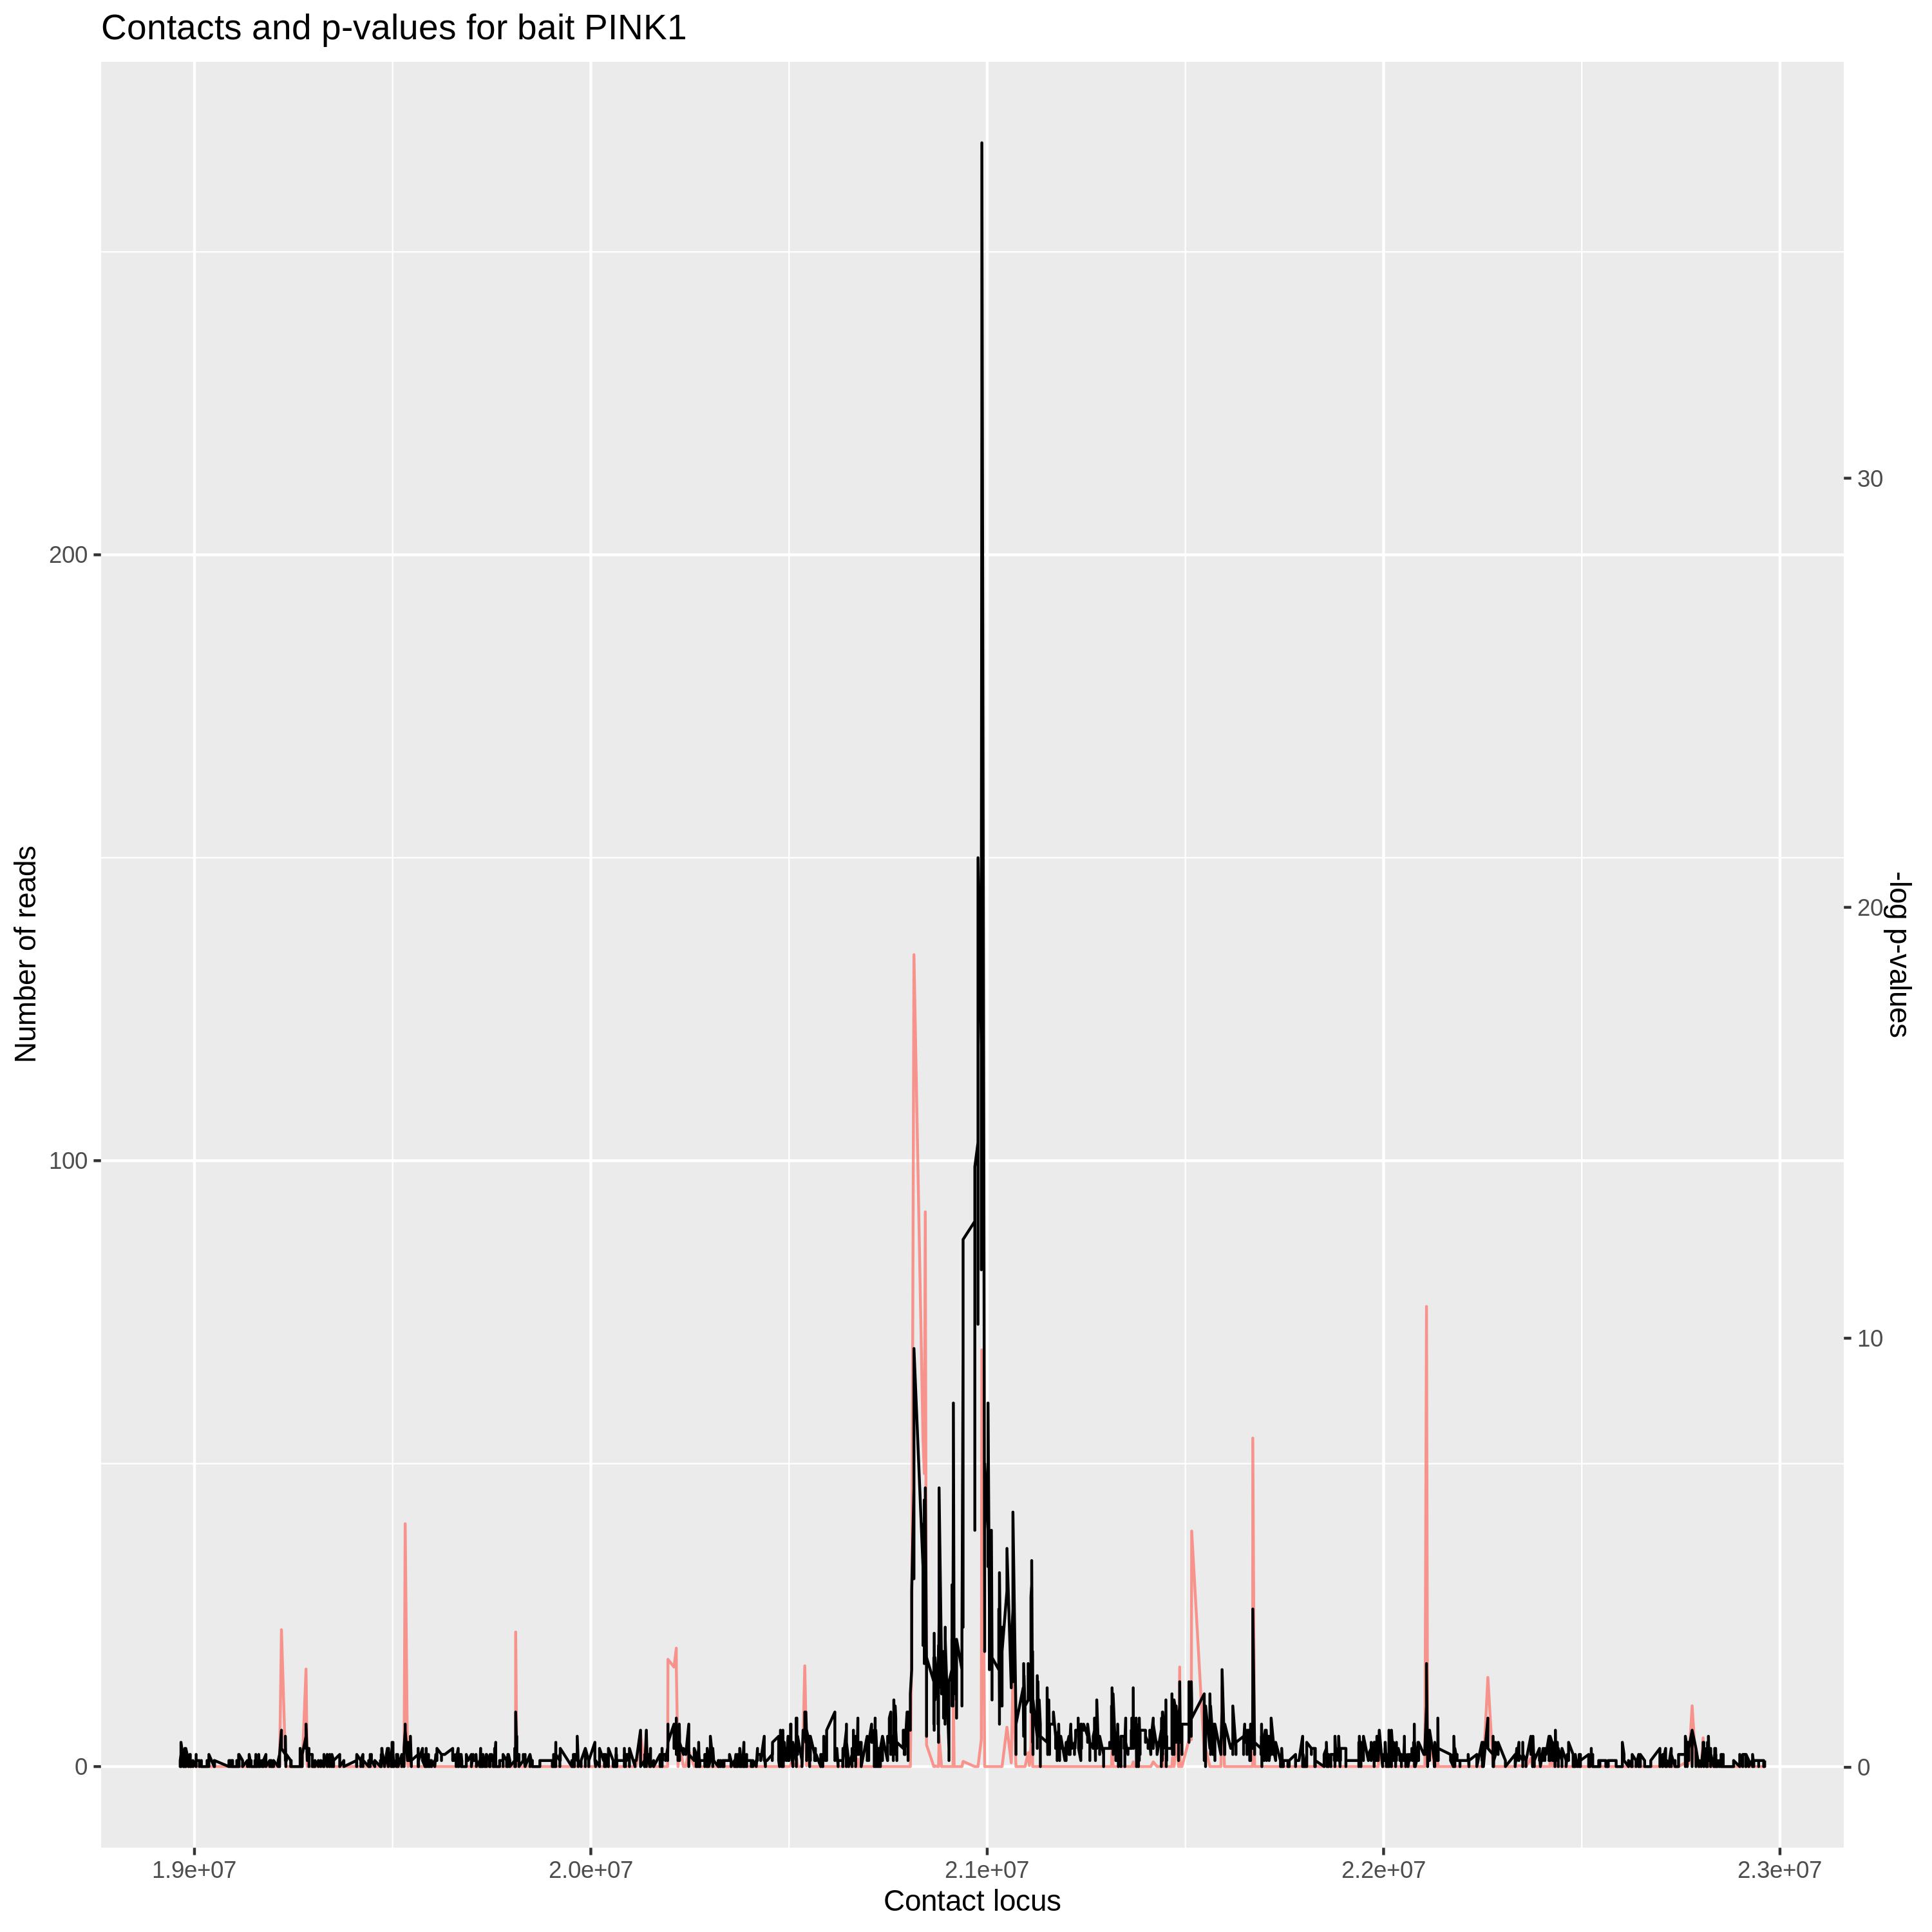 Contacts and p-values for bait PINK1
Number of reads
200
100
0
30
20
10
0
-log p-values
1.9e+07 2.0e+07 2.1e+07 2.2e+07 2.3e+07
Contact locus